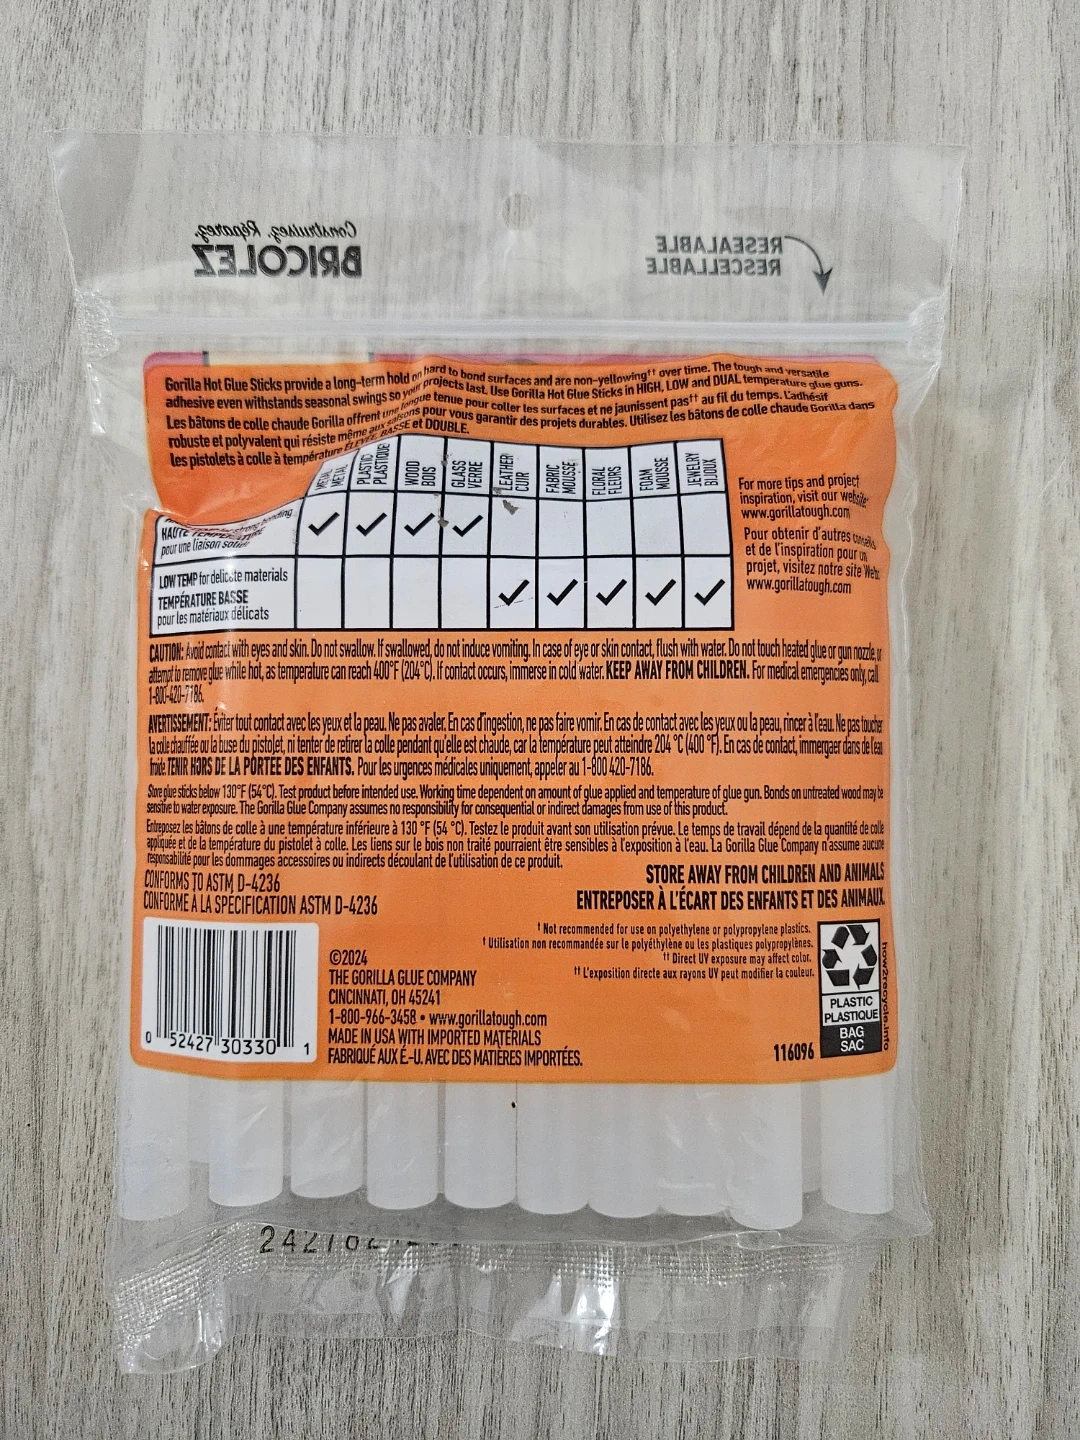 Construisez, Réparez,
BRICOLEZ
RESEALABLE
RESCELLABLE
Gorilla Hot Glue Sticks provide a long-term hold on hard to bond surfaces and are non-yellowing†† over time. The tough and versatile
adhesive even withstands seasonal swings so your projects last. Use Gorilla Hot Glue Sticks in HIGH, LOW and DUAL temperature glue guns.
Les bâtons de colle chaude Gorilla offrent une longue tenue pour coller les surfaces et ne jaunissent pas†† au fil du temps. L'adhésif
robuste et polyvalent qui résiste même aux saisons pour vous garantir des projets durables. Utilisez les bâtons de colle chaude Gorilla dans
les pistolets à colle à température ÉLEVÉE, BASSE et DOUBLE.
METAL
MÉTAL
PLASTIC†
PLASTIQUE†
WOOD
BOIS
GLASS
VERRE
LEATHER
CUIR
FABRIC
MOUSSE
FLORAL
FLEURS
FOAM
MOUSSE
JEWELRY
BIJOUX
strong bonding
HAUTE TEMPÉRATURE
pour une liaison solide
✓ ✓ ✓ ✓
LOW TEMP for delicate materials
TEMPÉRATURE BASSE
pour les matériaux délicats
✓ ✓ ✓ ✓ ✓
For more tips and project
inspiration, visit our website:
www.gorillatough.com
Pour obtenir d'autres conseils
et de l'inspiration pour un
projet, visitez notre site Web:
www.gorillatough.com
CAUTION: Avoid contact with eyes and skin. Do not swallow. If swallowed, do not induce vomiting. In case of eye or skin contact, flush with water. Do not touch heated glue or gun nozzle, or
attempt to remove glue while hot, as temperature can reach 400°F (204°C). If contact occurs, immerse in cold water. KEEP AWAY FROM CHILDREN. For medical emergencies only, call
1-800-420-7186.
AVERTISSEMENT: Éviter tout contact avec les yeux et la peau. Ne pas avaler. En cas d'ingestion, ne pas faire vomir. En cas de contact avec les yeux ou la peau, rincer à l'eau. Ne pas toucher
la colle chauffée ou la buse du pistolet, ni tenter de retirer la colle pendant qu'elle est chaude, car la température peut atteindre 204 °C (400 °F). En cas de contact, immergaer dans de l'eau
froide. TENIR HORS DE LA PORTÉE DES ENFANTS. Pour les urgences médicales uniquement, appeler au 1-800 420-7186.
Store glue sticks below 130°F (54°C). Test product before intended use. Working time dependent on amount of glue applied and temperature of glue gun. Bonds on untreated wood may be
sensitive to water exposure. The Gorilla Glue Company assumes no responsibility for consequential or indirect damages from use of this product.
Entreposez les bâtons de colle à une température inférieure à 130 °F (54 °C). Testez le produit avant son utilisation prévue. Le temps de travail dépend de la quantité de colle
appliquée et de la température du pistolet à colle. Les liens sur le bois non traité pourraient être sensibles à l'exposition à l'eau. La Gorilla Glue Company n'assume aucune
responsabilité pour les dommages accessoires ou indirects découlant de l'utilisation de ce produit.
CONFORMS TO ASTM D-4236
CONFORME À LA SPÉCIFICATION ASTM D-4236
STORE AWAY FROM CHILDREN AND ANIMALS
ENTREPOSER À L'ÉCART DES ENFANTS ET DES ANIMAUX.
† Not recommended for use on polyethylene or polypropylene plastics.
† Utilisation non recommandée sur le polyéthylène ou les plastiques polypropylènes.
†† Direct UV exposure may affect color.
†† L'exposition directe aux rayons UV peut modifier la couleur.
©2024
THE GORILLA GLUE COMPANY
CINCINNATI, OH 45241
1-800-966-3458 • www.gorillatough.com
MADE IN USA WITH IMPORTED MATERIALS
FABRIQUÉ AUX É.-U. AVEC DES MATIÈRES IMPORTÉES.
0 52427 30330 1
116096
PLASTIC
PLASTIQUE
BAG
SAC
how2recycle.info